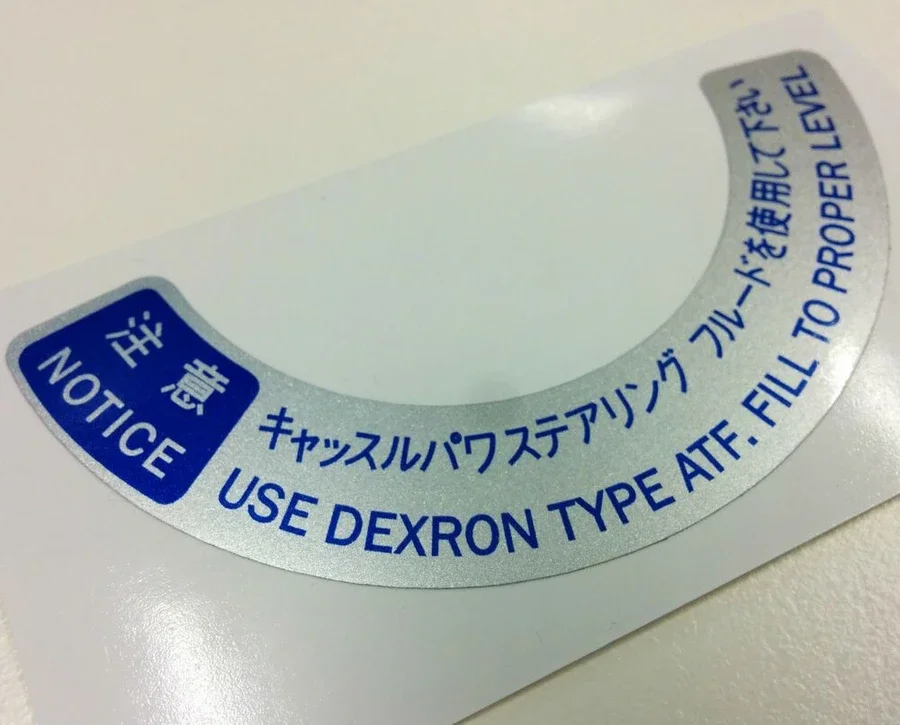 注意
NOTICE
キャッスルパワステアリング フルードを使用して下さい
USE DEXRON TYPE ATF. FILL TO PROPER LEVEL